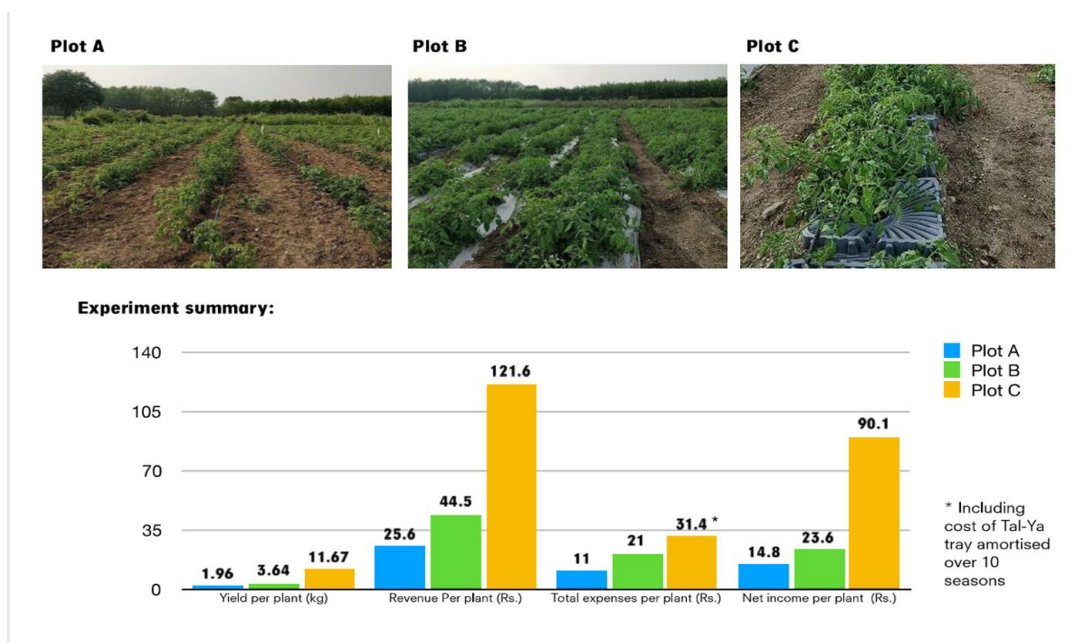 Plot A
Plot B
Plot C
Experiment summary:
140
105
70
35
0
1.96
3.64
11.67
25.6
44.5
121.6
11
21
31.4 *
14.8
23.6
90.1
Yield per plant (kg)
Revenue Per plant (Rs.)
Total expenses per plant (Rs.)
Net income per plant (Rs.)
Plot A
Plot B
Plot C
* Including
cost of Tal-Ya
tray amortised
over 10
seasons